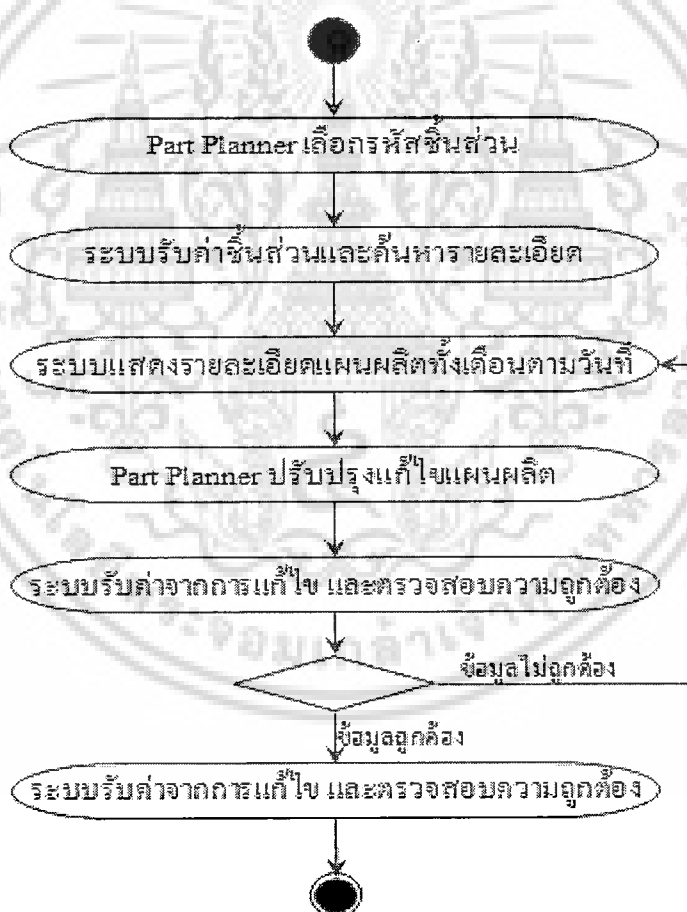 Part Planner เลือกรหัสชิ้นส่วน
ระบบรับค่าชิ้นส่วนและค้นหารายละเอียด
ระบบแสดงรายละเอียดแผนผลิตทั้งเดือนตามวันที่
Part Planner ปรับปรุงแก้ไขแผนผลิต
ระบบรับค่าจากการแก้ไข และตรวจสอบความถูกต้อง
ข้อมูลไม่ถูกต้อง
ข้อมูลถูกต้อง
ระบบรับค่าจากการแก้ไข และตรวจสอบความถูกต้อง